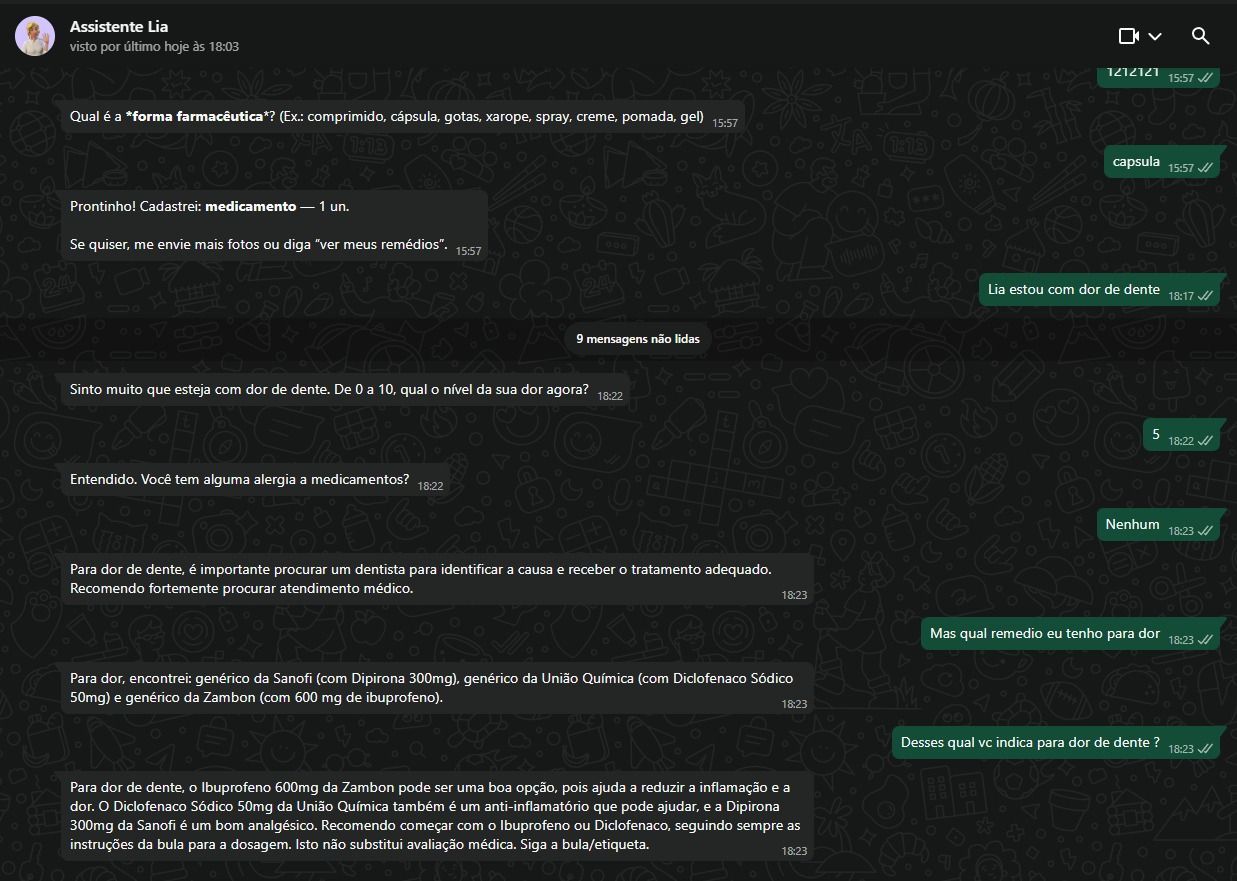 Assistente Lia
visto por último hoje às 18:03
1212121 15:57
Qual é a *forma farmacêutica*? (Ex.: comprimido, cápsula, gotas, xarope, spray, creme, pomada, gel) 15:57
capsula 15:57
Prontinho! Cadastrei: medicamento — 1 un.
Se quiser, me envie mais fotos ou diga “ver meus remédios”. 15:57
Lia estou com dor de dente 18:17
9 mensagens não lidas
Sinto muito que esteja com dor de dente. De 0 a 10, qual o nível da sua dor agora? 18:22
5 18:22
Entendido. Você tem alguma alergia a medicamentos? 18:22
Nenhum 18:23
Para dor de dente, é importante procurar um dentista para identificar a causa e receber o tratamento adequado.
Recomendo fortemente procurar atendimento médico. 18:23
Mas qual remedio eu tenho para dor 18:23
Para dor, encontrei: genérico da Sanofi (com Dipirona 300mg), genérico da União Química (com Diclofenaco Sódico
50mg) e genérico da Zambon (com 600 mg de ibuprofeno). 18:23
Desses qual vc indica para dor de dente ? 18:23
Para dor de dente, o Ibuprofeno 600mg da Zambon pode ser uma boa opção, pois ajuda a reduzir a inflamação e a
dor. O Diclofenaco Sódico 50mg da União Química também é um anti-inflamatório que pode ajudar, e a Dipirona
300mg da Sanofi é um bom analgésico. Recomendo começar com o Ibuprofeno ou Diclofenaco, seguindo sempre as
instruções da bula para a dosagem. Isto não substitui avaliação médica. Siga a bula/etiqueta. 18:23